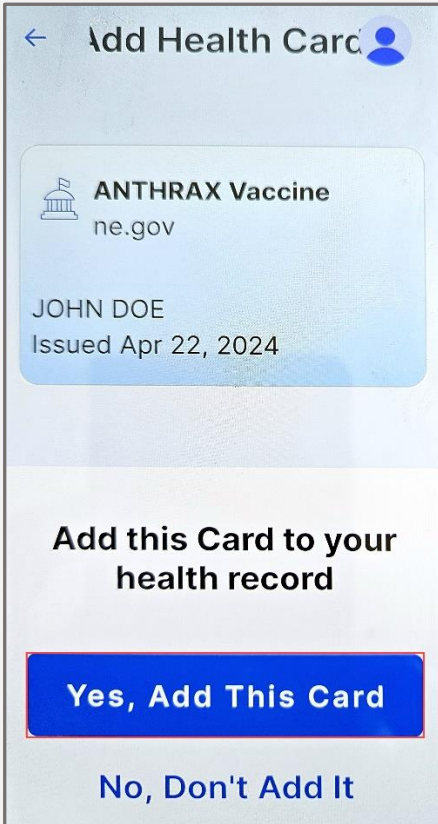 Add Health Card
ANTHRAX Vaccine
ne.gov
JOHN DOE
Issued Apr 22, 2024
Add this Card to your
health record
Yes, Add This Card
No, Don't Add It